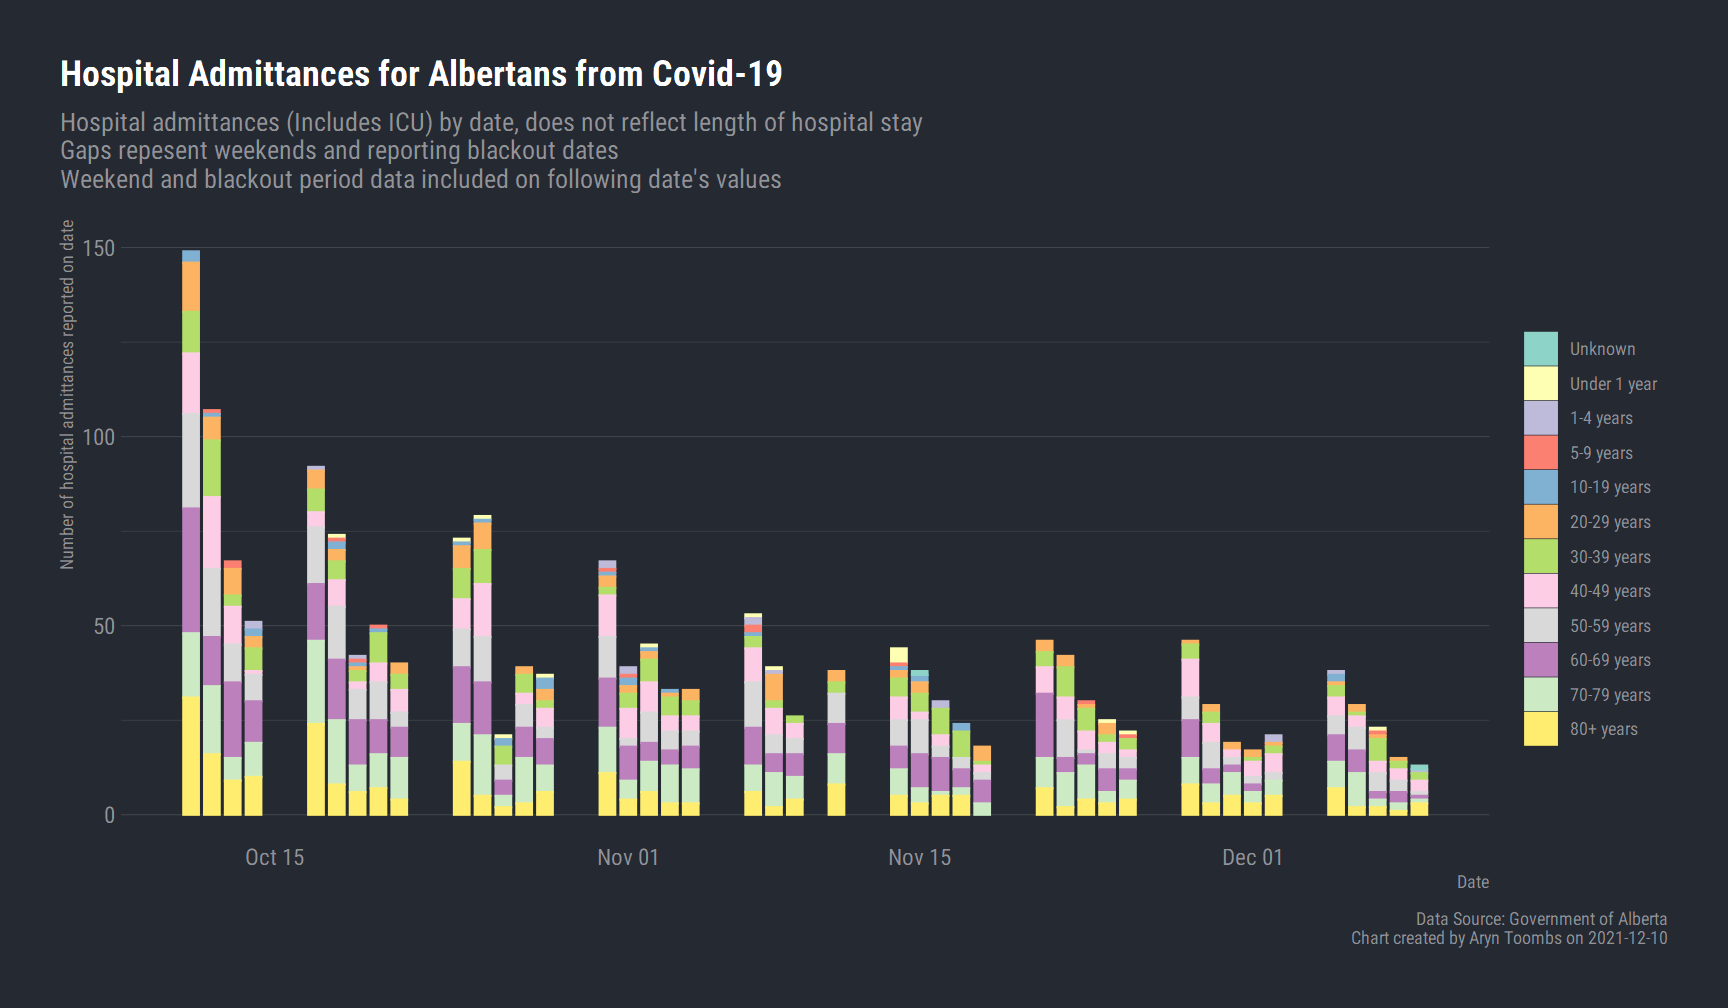 Hospital Admittances for Albertans from Covid-19
Hospital admittances (Includes ICU) by date, does not reflect length of hospital stay
Gaps repesent weekends and reporting blackout dates
Weekend and blackout period data included on following date's values
Number of hospital admittances reported on date
150
100
50
0
Oct 15
Nov 01
Nov 15
Dec 01
Date
Unknown
Under 1 year
1-4 years
5-9 years
10-19 years
20-29 years
30-39 years
40-49 years
50-59 years
60-69 years
70-79 years
80+ years
Data Source: Government of Alberta
Chart created by Aryn Toombs on 2021-12-10